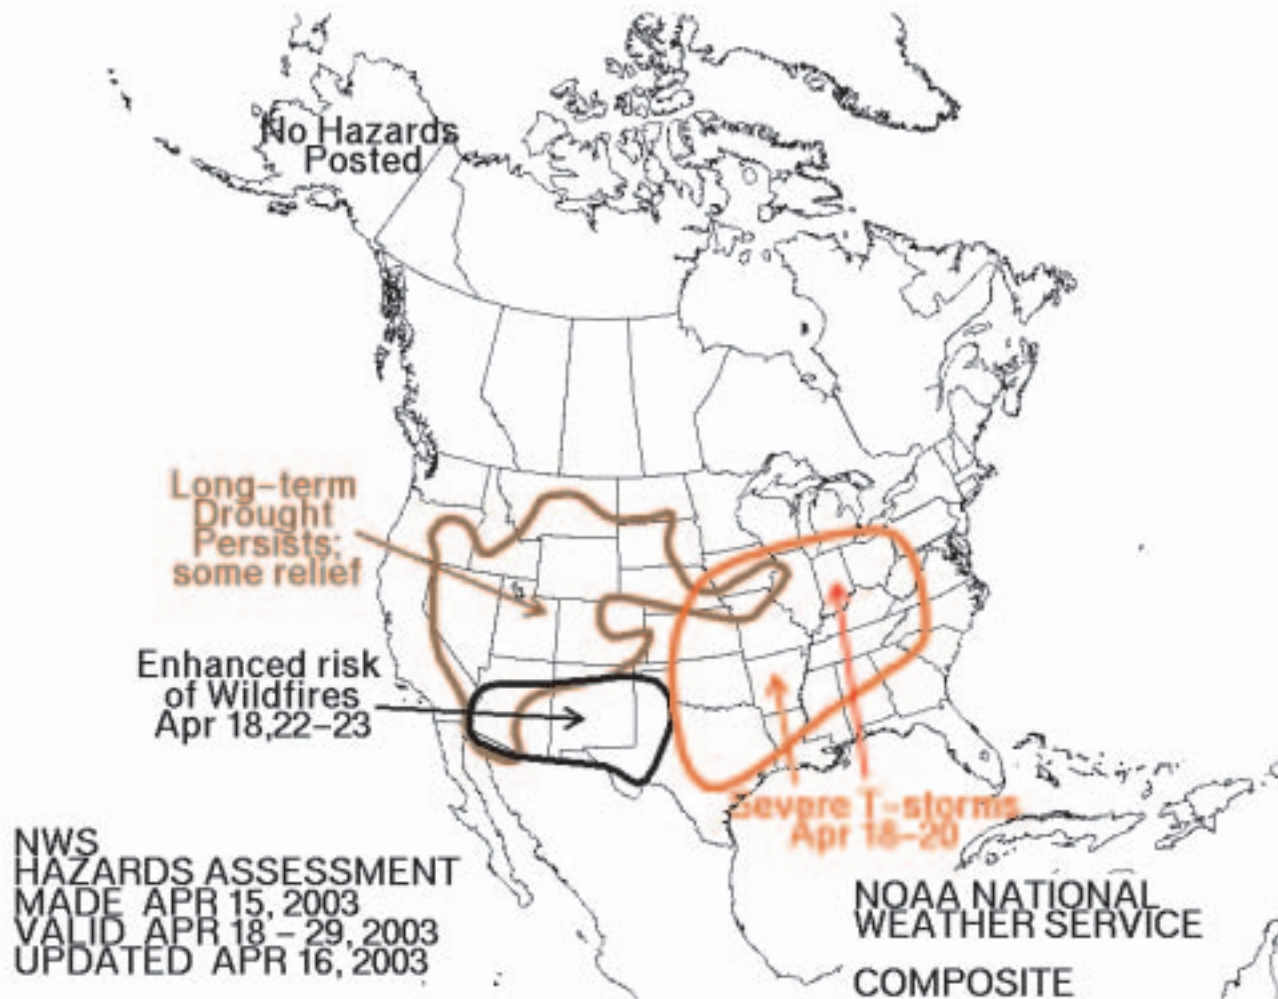 No Hazards
Posted
Long-term
Drought
Persists;
some relief
Enhanced risk
of Wildfires
Apr 18,22-23
Severe T-storms
Apr 18-20
NWS
HAZARDS ASSESSMENT
MADE APR 15, 2003
VALID APR 18 - 29, 2003
UPDATED APR 16, 2003
NOAA NATIONAL
WEATHER SERVICE
COMPOSITE